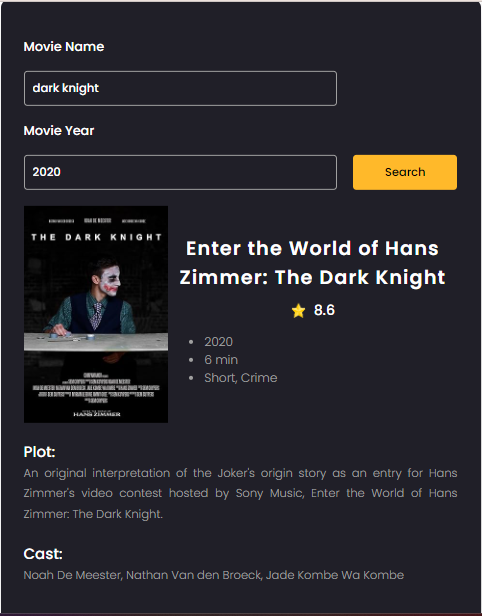 Movie Name
dark knight
Movie Year
2020
Search
THE DARK KNIGHT
HANS ZIMMER
Enter the World of Hans
Zimmer: The Dark Knight
8.6
2020
6 min
Short, Crime
Plot:
An original interpretation of the Joker's origin story as an entry for Hans
Zimmer's video contest hosted by Sony Music, Enter the World of Hans
Zimmer: The Dark Knight.
Cast:
Noah De Meester, Nathan Van den Broeck, Jade Kombe Wa Kombe